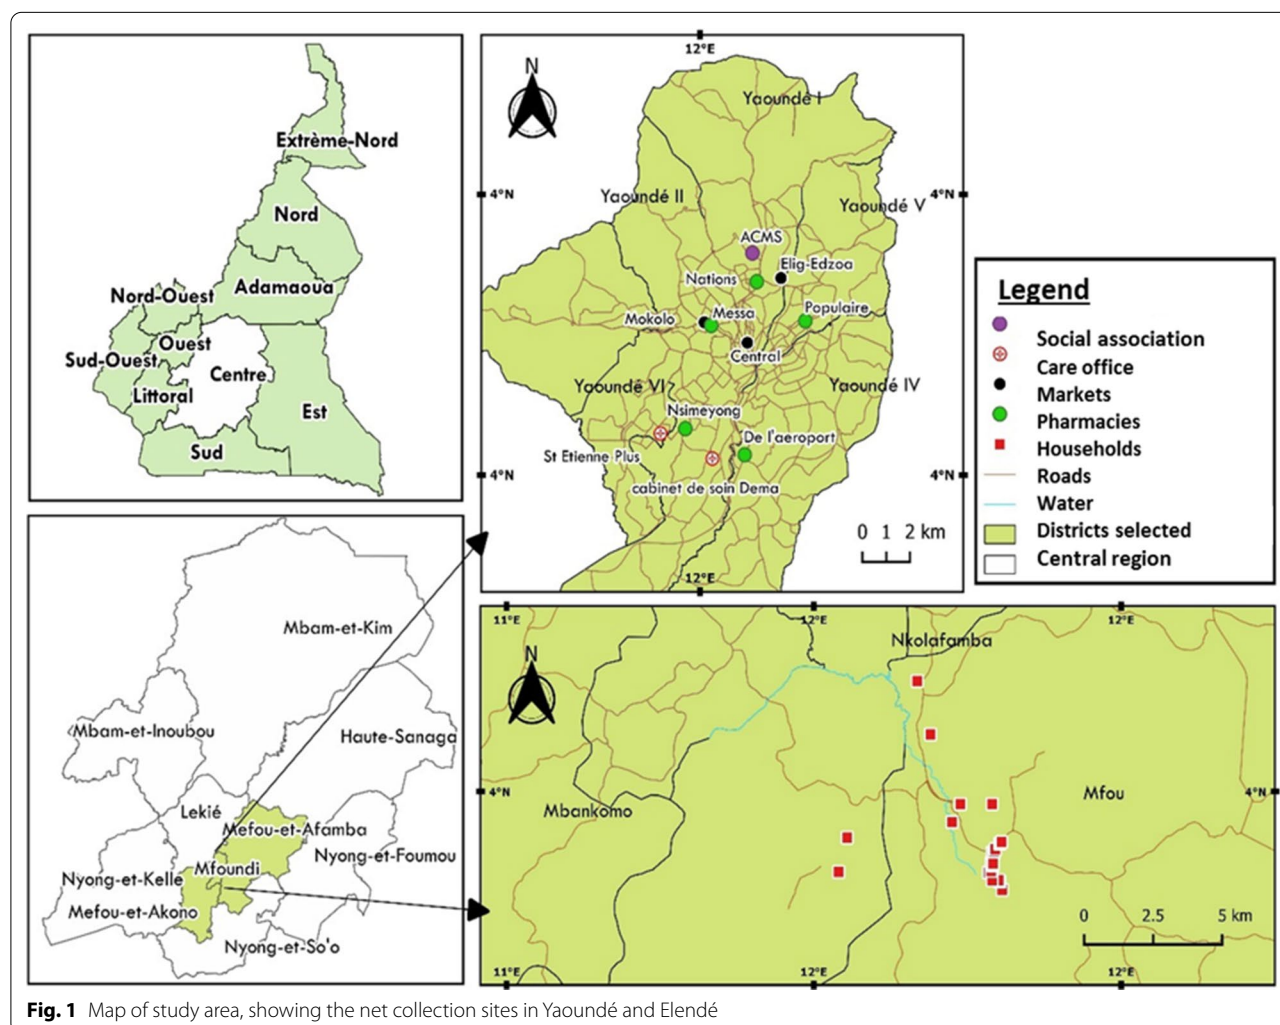 Extrème-Nord
Nord
Adamaoua
Nord-Ouest
Ouest
Sud-Ouest
Centre
Littoral
Est
Sud
12°E
N
Yaoundé I
4°N
4°N
Yaoundé II
Yaoundé V
ACMS
Elig-Edzoa
Nations
Populaire
Mokolo
Messa
Central
Yaoundé VI
Yaoundé IV
Nsimeyong
De l'aeroport
St Etienne Plus
4°N
4°N
cabinet de soin Dema
0 1 2 km
12°E
Legend
Social association
Care office
Markets
Pharmacies
Households
Roads
Water
Districts selected
Central region
Mbam-et-Kim
Mbam-et-Inoubou
Haute-Sanaga
Lekié
Mefou-et-Afamba
Nyong-et-Foumou
Mfoundi
Nyong-et-Kelle
Mefou-et-Akono
Nyong-et-So'o
11°E
12°E
12°E
N
Nkolafamba
4°N
4°N
Mbankomo
Mfou
0 2.5 5 km
11°E
12°E
12°E
Fig. 1 Map of study area, showing the net collection sites in Yaoundé and Elendé